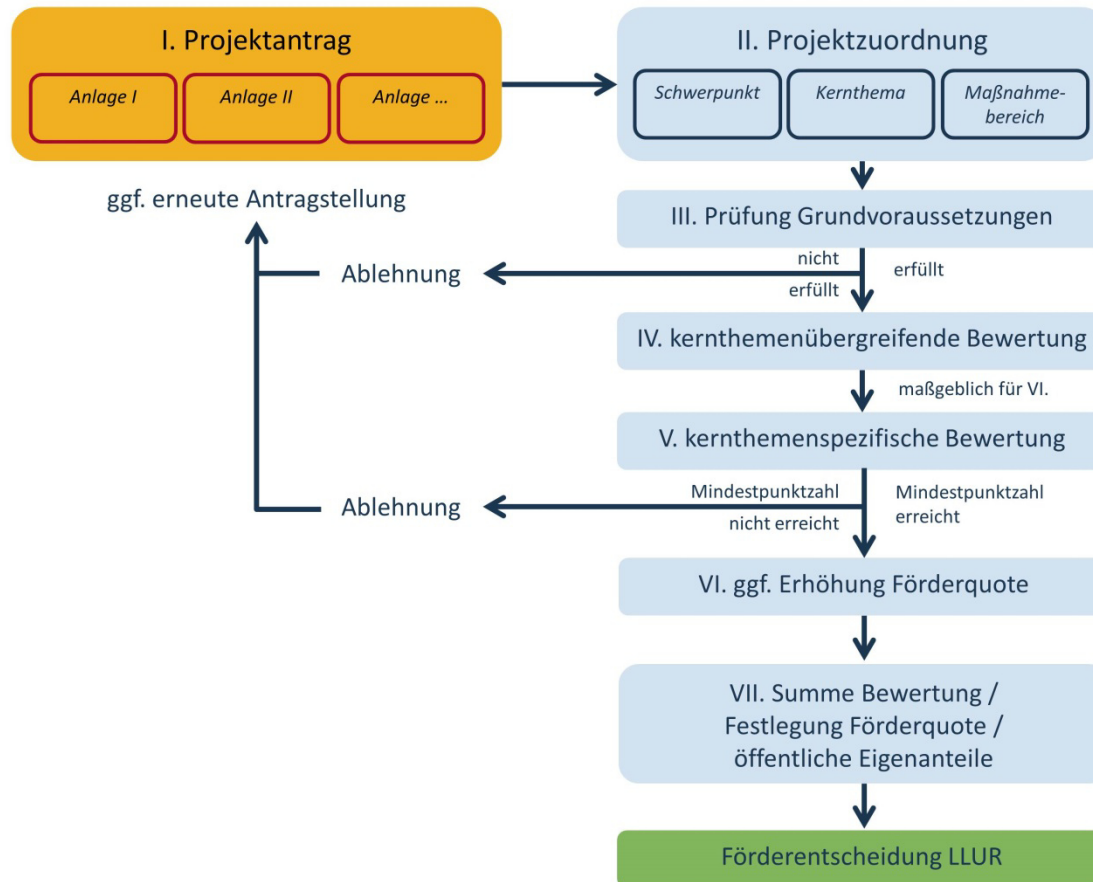 I. Projektantrag
Anlage I
Anlage II
Anlage ...
II. Projektzuordnung
Schwerpunkt
Kernthema
Maßnahme-
bereich
ggf. erneute Antragstellung
III. Prüfung Grundvoraussetzungen
nicht
erfüllt
erfüllt
Ablehnung
IV. kernthemenübergreifende Bewertung
maßgeblich für VI.
V. kernthemenspezifische Bewertung
Mindestpunktzahl
nicht erreicht
Mindestpunktzahl
erreicht
Ablehnung
VI. ggf. Erhöhung Förderquote
VII. Summe Bewertung /
Festlegung Förderquote /
öffentliche Eigenanteile
Förderentscheidung LLUR